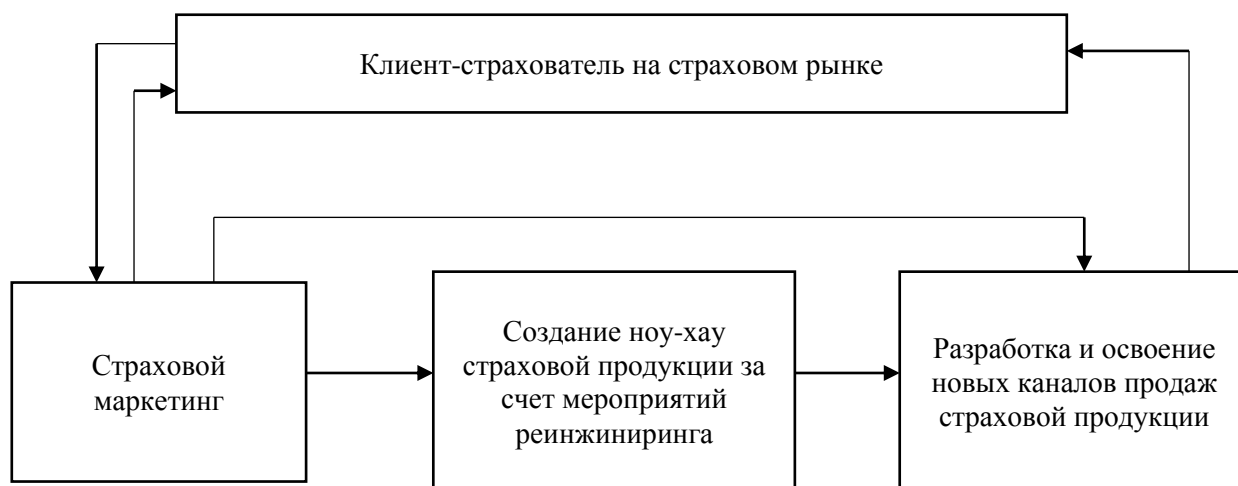 Клиент-страхователь на страховом рынке
Страховой
маркетинг
Создание ноу-хау
страховой продукции за
счет мероприятий
реинжиниринга
Разработка и освоение
новых каналов продаж
страховой продукции